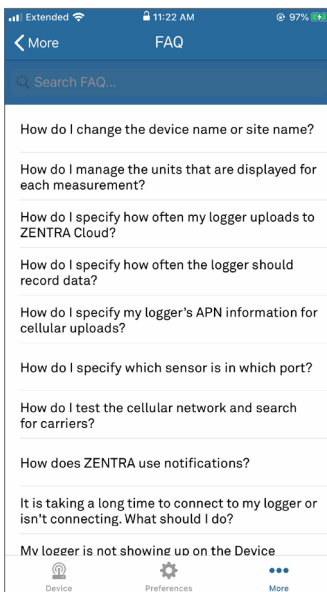 Extended 11:22 AM 97%
More FAQ
Search FAQ...
How do I change the device name or site name?
How do I manage the units that are displayed for
each measurement?
How do I specify how often my logger uploads to
ZENTRA Cloud?
How do I specify how often the logger should
record data?
How do I specify my logger's APN information for
cellular uploads?
How do I specify which sensor is in which port?
How do I test the cellular network and search
for carriers?
How does ZENTRA use notifications?
It is taking a long time to connect to my logger or
isn't connecting. What should I do?
My logger is not showing up on the Device
Device Preferences More